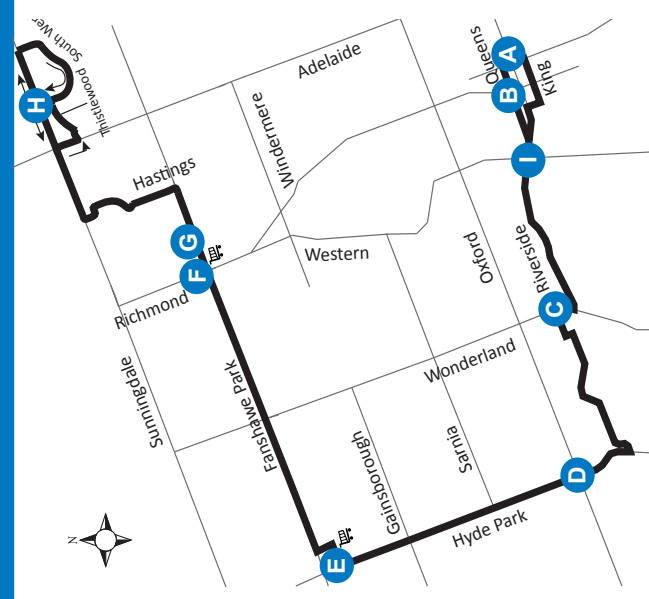 South Wen
Thistlewood
H
Adelaide
Queens
A
B
King
Hastings
Windermere
I
G
F
Western
Oxford
Riverside
Richmond
C
Sunningdale
Fanshawe Park
Wonderland
Gainsborough
Sarnia
D
N
Hyde Park
E